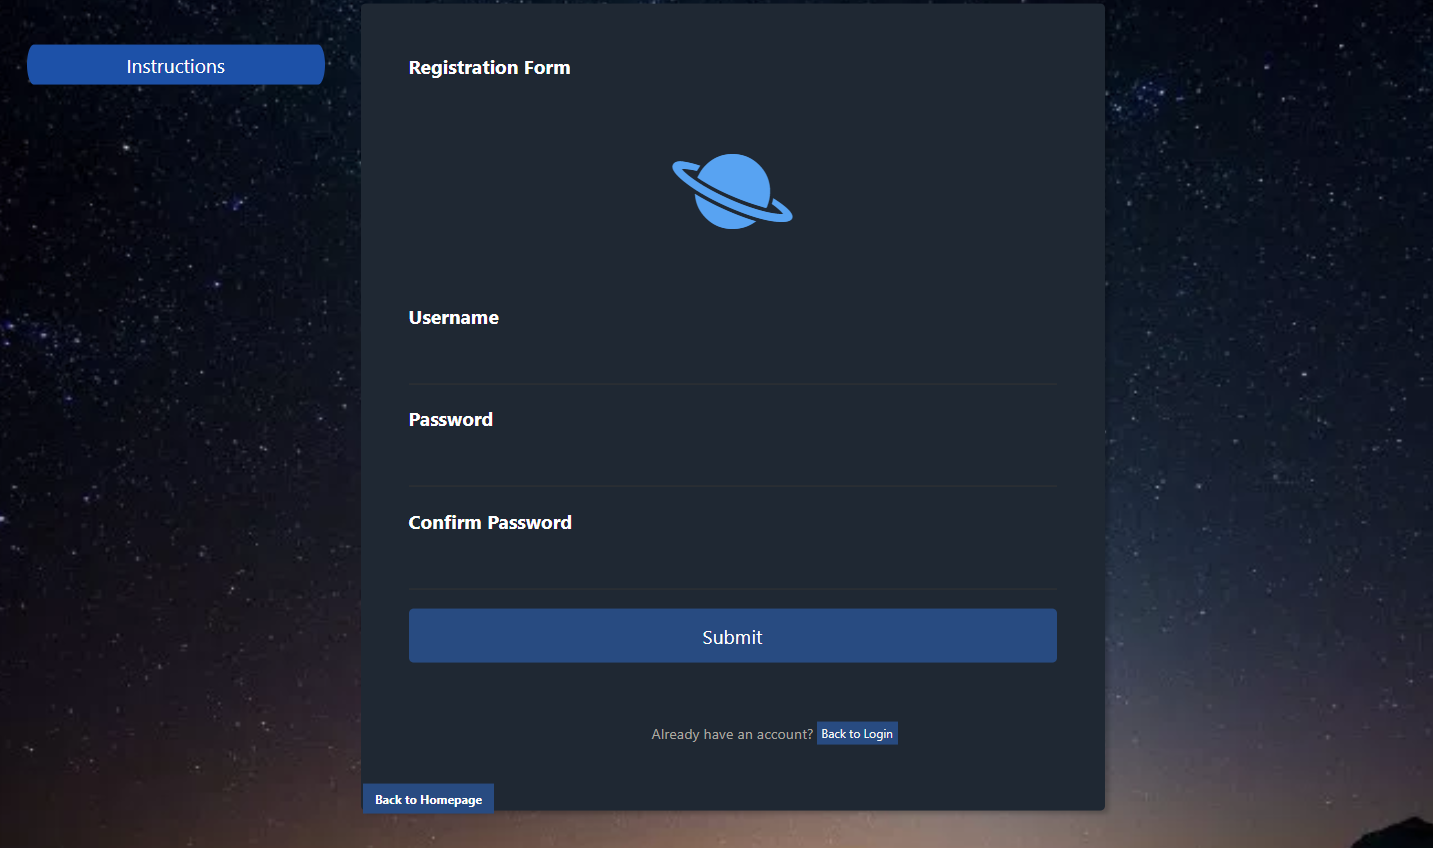 Instructions
Registration Form
Username
Password
Confirm Password
Submit
Already have an account? Back to Login
Back to Homepage